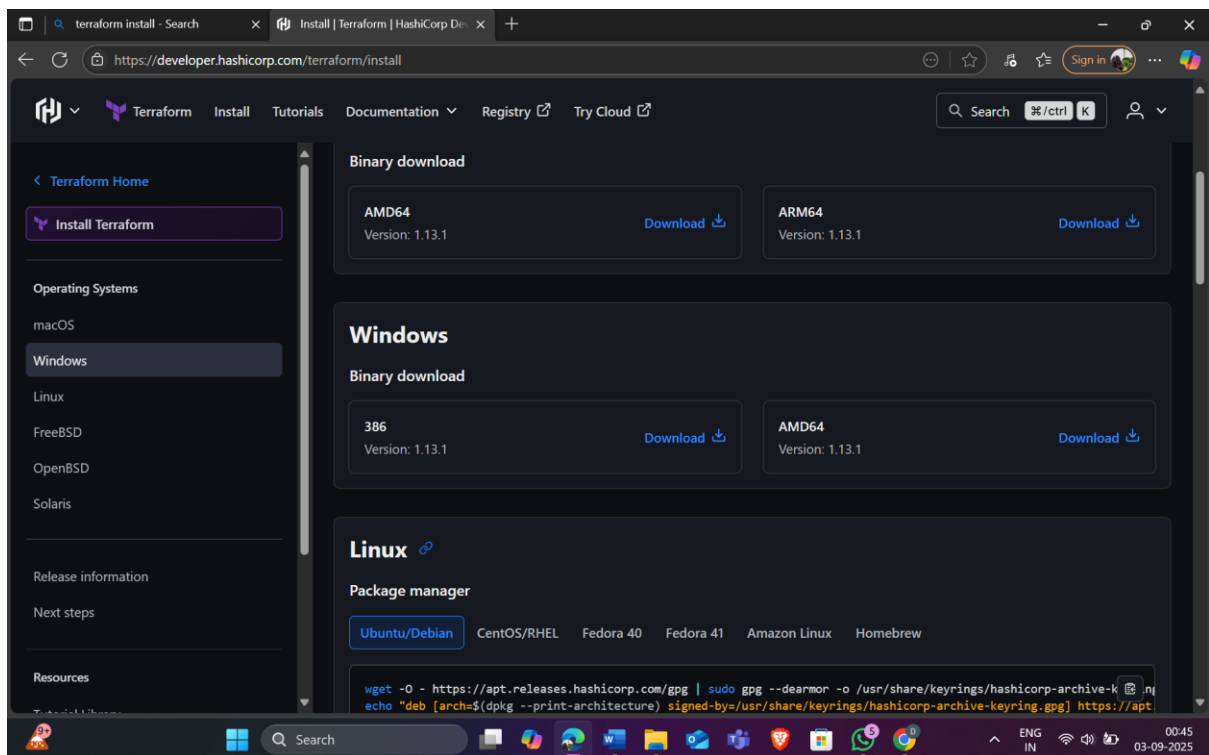 terraform install - Search
Install | Terraform | HashiCorp De
https://developer.hashicorp.com/terraform/install
Sign in
Terraform
Install
Tutorials
Documentation
Registry
Try Cloud
Search
⌘/ctrl
K
Terraform Home
Install Terraform
Operating Systems
macOS
Windows
Linux
FreeBSD
OpenBSD
Solaris
Release information
Next steps
Resources
Binary download
AMD64
Version: 1.13.1
Download
ARM64
Version: 1.13.1
Download
Windows
Binary download
386
Version: 1.13.1
Download
AMD64
Version: 1.13.1
Download
Linux
Package manager
Ubuntu/Debian
CentOS/RHEL
Fedora 40
Fedora 41
Amazon Linux
Homebrew
wget -O - https://apt.releases.hashicorp.com/gpg | sudo gpg --dearmor -o /usr/share/keyrings/hashicorp-archive-k
echo "deb [arch=$(dpkg --print-architecture) signed-by=/usr/share/keyrings/hashicorp-archive-keyring.gpg] https://apt
9+
Search
5
ENG
IN
00:45
03-09-2025